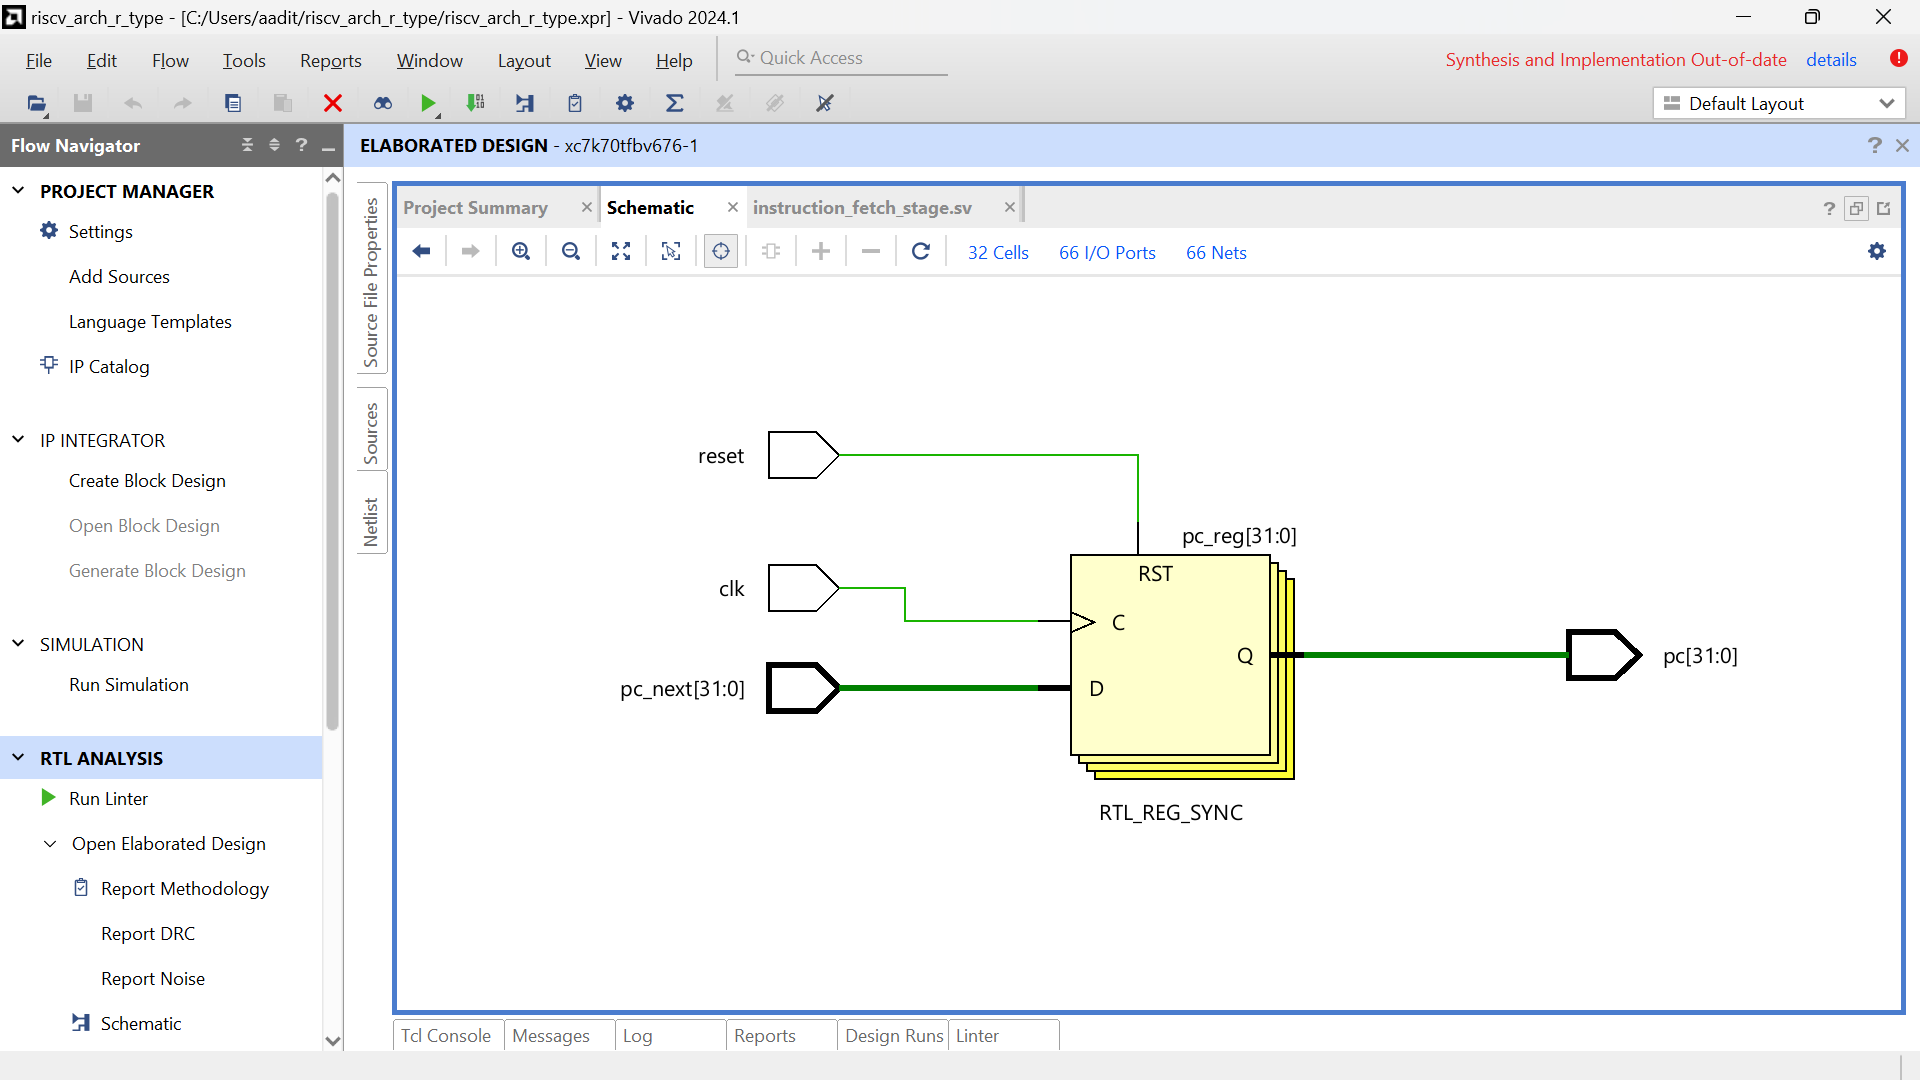 riscv_arch_r_type - [C:/Users/aadit/riscv_arch_r_type/riscv_arch_r_type.xpr] - Vivado 2024.1
File Edit Flow Tools Reports Window Layout View Help Quick Access
Synthesis and Implementation Out-of-date details
Default Layout
Flow Navigator
ELABORATED DESIGN - xc7k70tfbv676-1
PROJECT MANAGER
Settings
Add Sources
Language Templates
IP Catalog
IP INTEGRATOR
Create Block Design
Open Block Design
Generate Block Design
SIMULATION
Run Simulation
RTL ANALYSIS
Run Linter
Open Elaborated Design
Report Methodology
Report DRC
Report Noise
Schematic
Source File Properties
Sources
Netlist
Project Summary Schematic instruction_fetch_stage.sv
32 Cells 66 I/O Ports 66 Nets
reset
pc_reg[31:0]
RST
clk
C
Q
pc[31:0]
pc_next[31:0]
D
RTL_REG_SYNC
Tcl Console Messages Log Reports Design Runs Linter